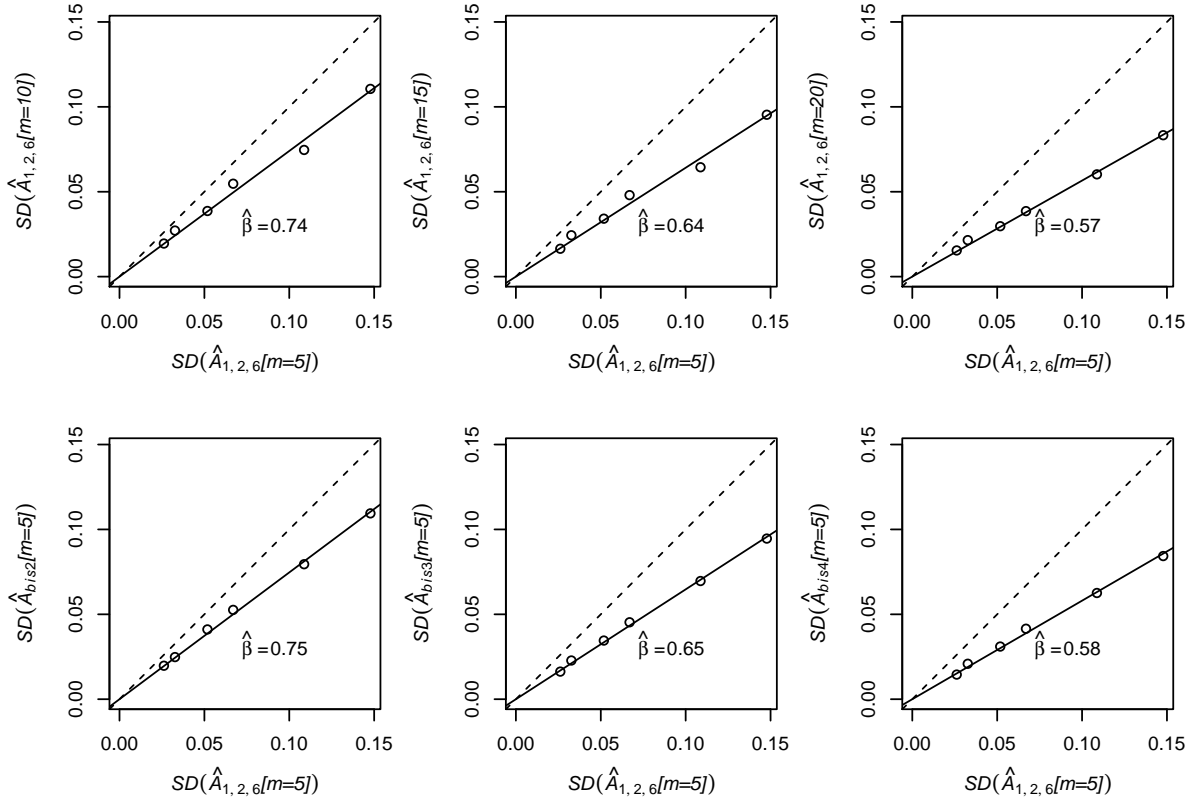 0.00 0.05 0.10 0.15
SD(Â1, 2, 6[m=10])
β̂=0.74
0.00 0.05 0.10 0.15
SD(Â1, 2, 6[m=5])
0.00 0.05 0.10 0.15
SD(Â1, 2, 6[m=15])
β̂=0.64
0.00 0.05 0.10 0.15
SD(Â1, 2, 6[m=5])
0.00 0.05 0.10 0.15
SD(Â1, 2, 6[m=20])
β̂=0.57
0.00 0.05 0.10 0.15
SD(Â1, 2, 6[m=5])
0.00 0.05 0.10 0.15
SD(Âbis2[m=5])
β̂=0.75
0.00 0.05 0.10 0.15
SD(Â1, 2, 6[m=5])
0.00 0.05 0.10 0.15
SD(Âbis3[m=5])
β̂=0.65
0.00 0.05 0.10 0.15
SD(Â1, 2, 6[m=5])
0.00 0.05 0.10 0.15
SD(Âbis4[m=5])
β̂=0.58
0.00 0.05 0.10 0.15
SD(Â1, 2, 6[m=5])